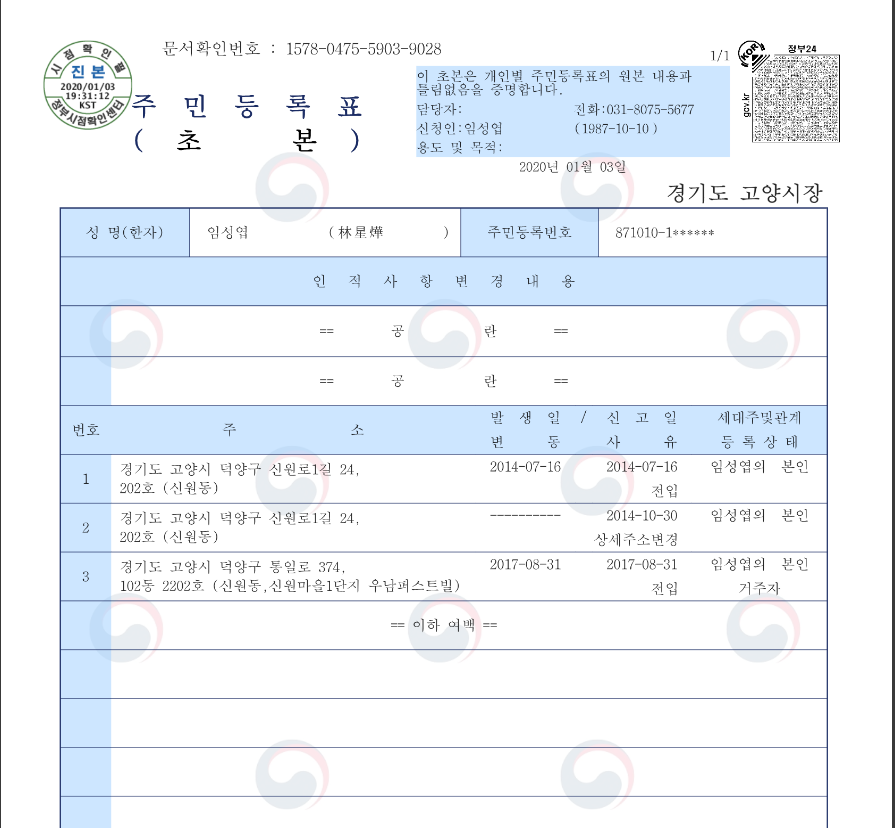 문서확인번호 : 1578-0475-5903-9028
1/1
시점확인필
진 본
2020/01/03
19:31:12
KST
정부시점확인센터
KOR
정부24
gov.kr
주 민 등 록 표
( 초 본 )
이 초본은 개인별 주민등록표의 원본 내용과
틀림없음을 증명합니다.
담당자: 전화:031-8075-5677
신청인:임성엽 (1987-10-10 )
용도 및 목적:
2020년 01월 03일
경기도 고양시장
성 명(한자) 임성엽 (林星燁 ) 주민등록번호 871010-1******
인 적 사 항 변 경 내 용
== 공 란 ==
== 공 란 ==
번호 주 소 발 생 일 / 신 고 일 세대주및관계
변 동 사 유 등 록 상 태
1 경기도 고양시 덕양구 신원로1길 24, 2014-07-16 2014-07-16 임성엽의 본인
202호 (신원동) 전입
2 경기도 고양시 덕양구 신원로1길 24, ---------- 2014-10-30 임성엽의 본인
202호 (신원동) 상세주소변경
3 경기도 고양시 덕양구 통일로 374, 2017-08-31 2017-08-31 임성엽의 본인
102동 2202호 (신원동,신원마을1단지 우남퍼스트빌) 전입 거주자
== 이하 여백 ==